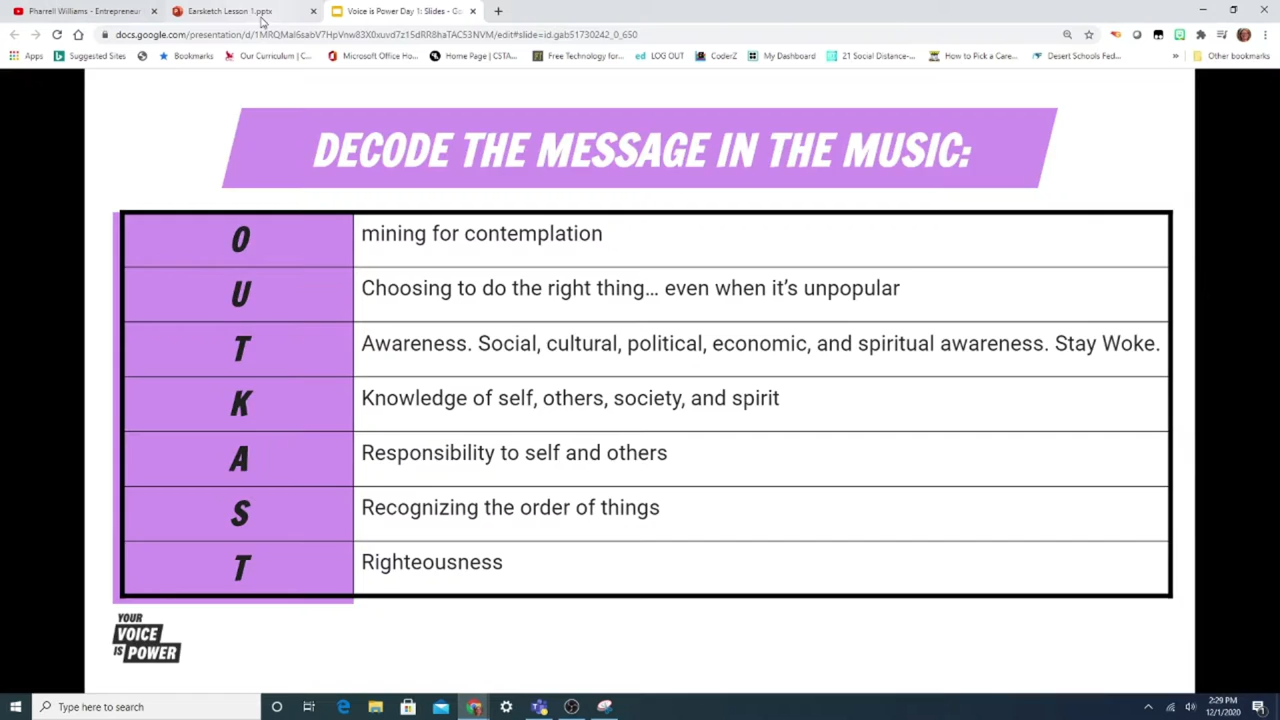 Pharrell Williams - Entrepreneur
Earsketch Lesson 1.pptx
Voice is Power Day 1: Slides - Go
Apps
Suggested Sites
Bookmarks
Our Curriculum | C...
Microsoft Office Ho...
Home Page | CSTA...
Free Technology for...
ed LOG OUT
CoderZ
My Dashboard
21 Social Distance-...
How to Pick a Care...
Desert Schools Fed...
Other bookmarks
DECODE THE MESSAGE IN THE MUSIC:
O mining for contemplation
U Choosing to do the right thing... even when it's unpopular
T Awareness. Social, cultural, political, economic, and spiritual awareness. Stay Woke.
K Knowledge of self, others, society, and spirit
A Responsibility to self and others
S Recognizing the order of things
T Righteousness
YOUR
VOICE
IS POWER
Type here to search
2:29 PM
12/1/2020